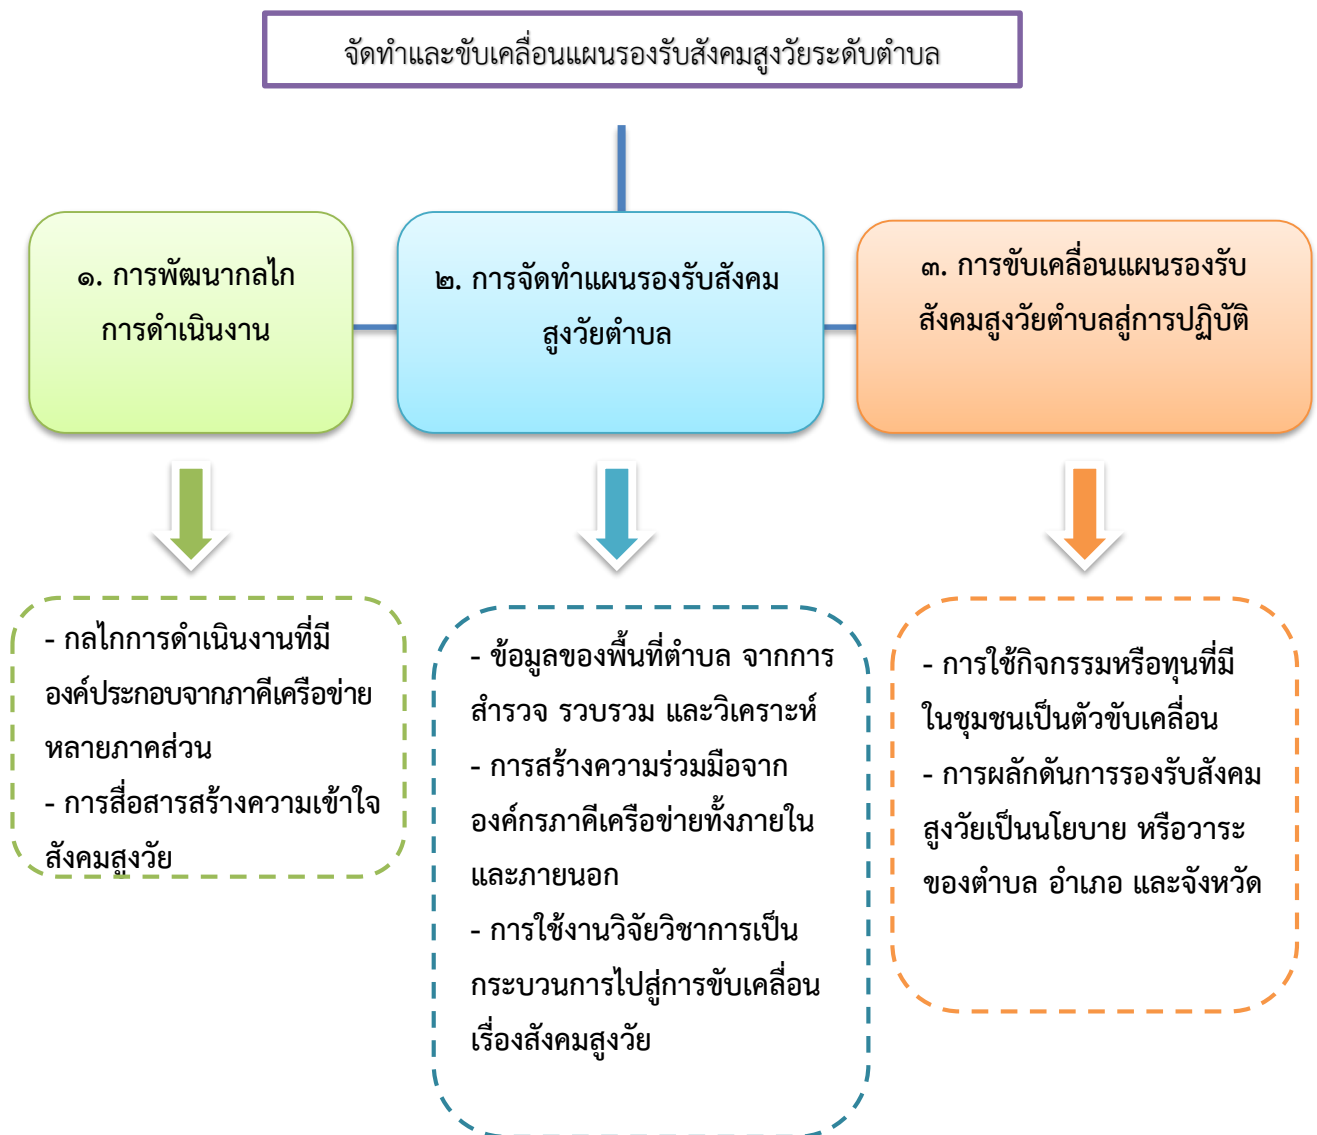 จัดทำและขับเคลื่อนแผนรองรับสังคมสูงวัยระดับตำบล
๑. การพัฒนากลไก
การดำเนินงาน
๒. การจัดทำแผนรองรับสังคม
สูงวัยตำบล
๓. การขับเคลื่อนแผนรองรับ
สังคมสูงวัยตำบลสู่การปฏิบัติ
- กลไกการดำเนินงานที่มี
องค์ประกอบจากภาคีเครือข่าย
หลายภาคส่วน
- การสื่อสารสร้างความเข้าใจ
สังคมสูงวัย
- ข้อมูลของพื้นที่ตำบล จากการ
สำรวจ รวบรวม และวิเคราะห์
- การสร้างความร่วมมือจาก
องค์กรภาคีเครือข่ายทั้งภายใน
และภายนอก
- การใช้งานวิจัยวิชาการเป็น
กระบวนการไปสู่การขับเคลื่อน
เรื่องสังคมสูงวัย
- การใช้กิจกรรมหรือทุนที่มี
ในชุมชนเป็นตัวขับเคลื่อน
- การผลักดันการรองรับสังคม
สูงวัยเป็นนโยบาย หรือวาระ
ของตำบล อำเภอ และจังหวัด